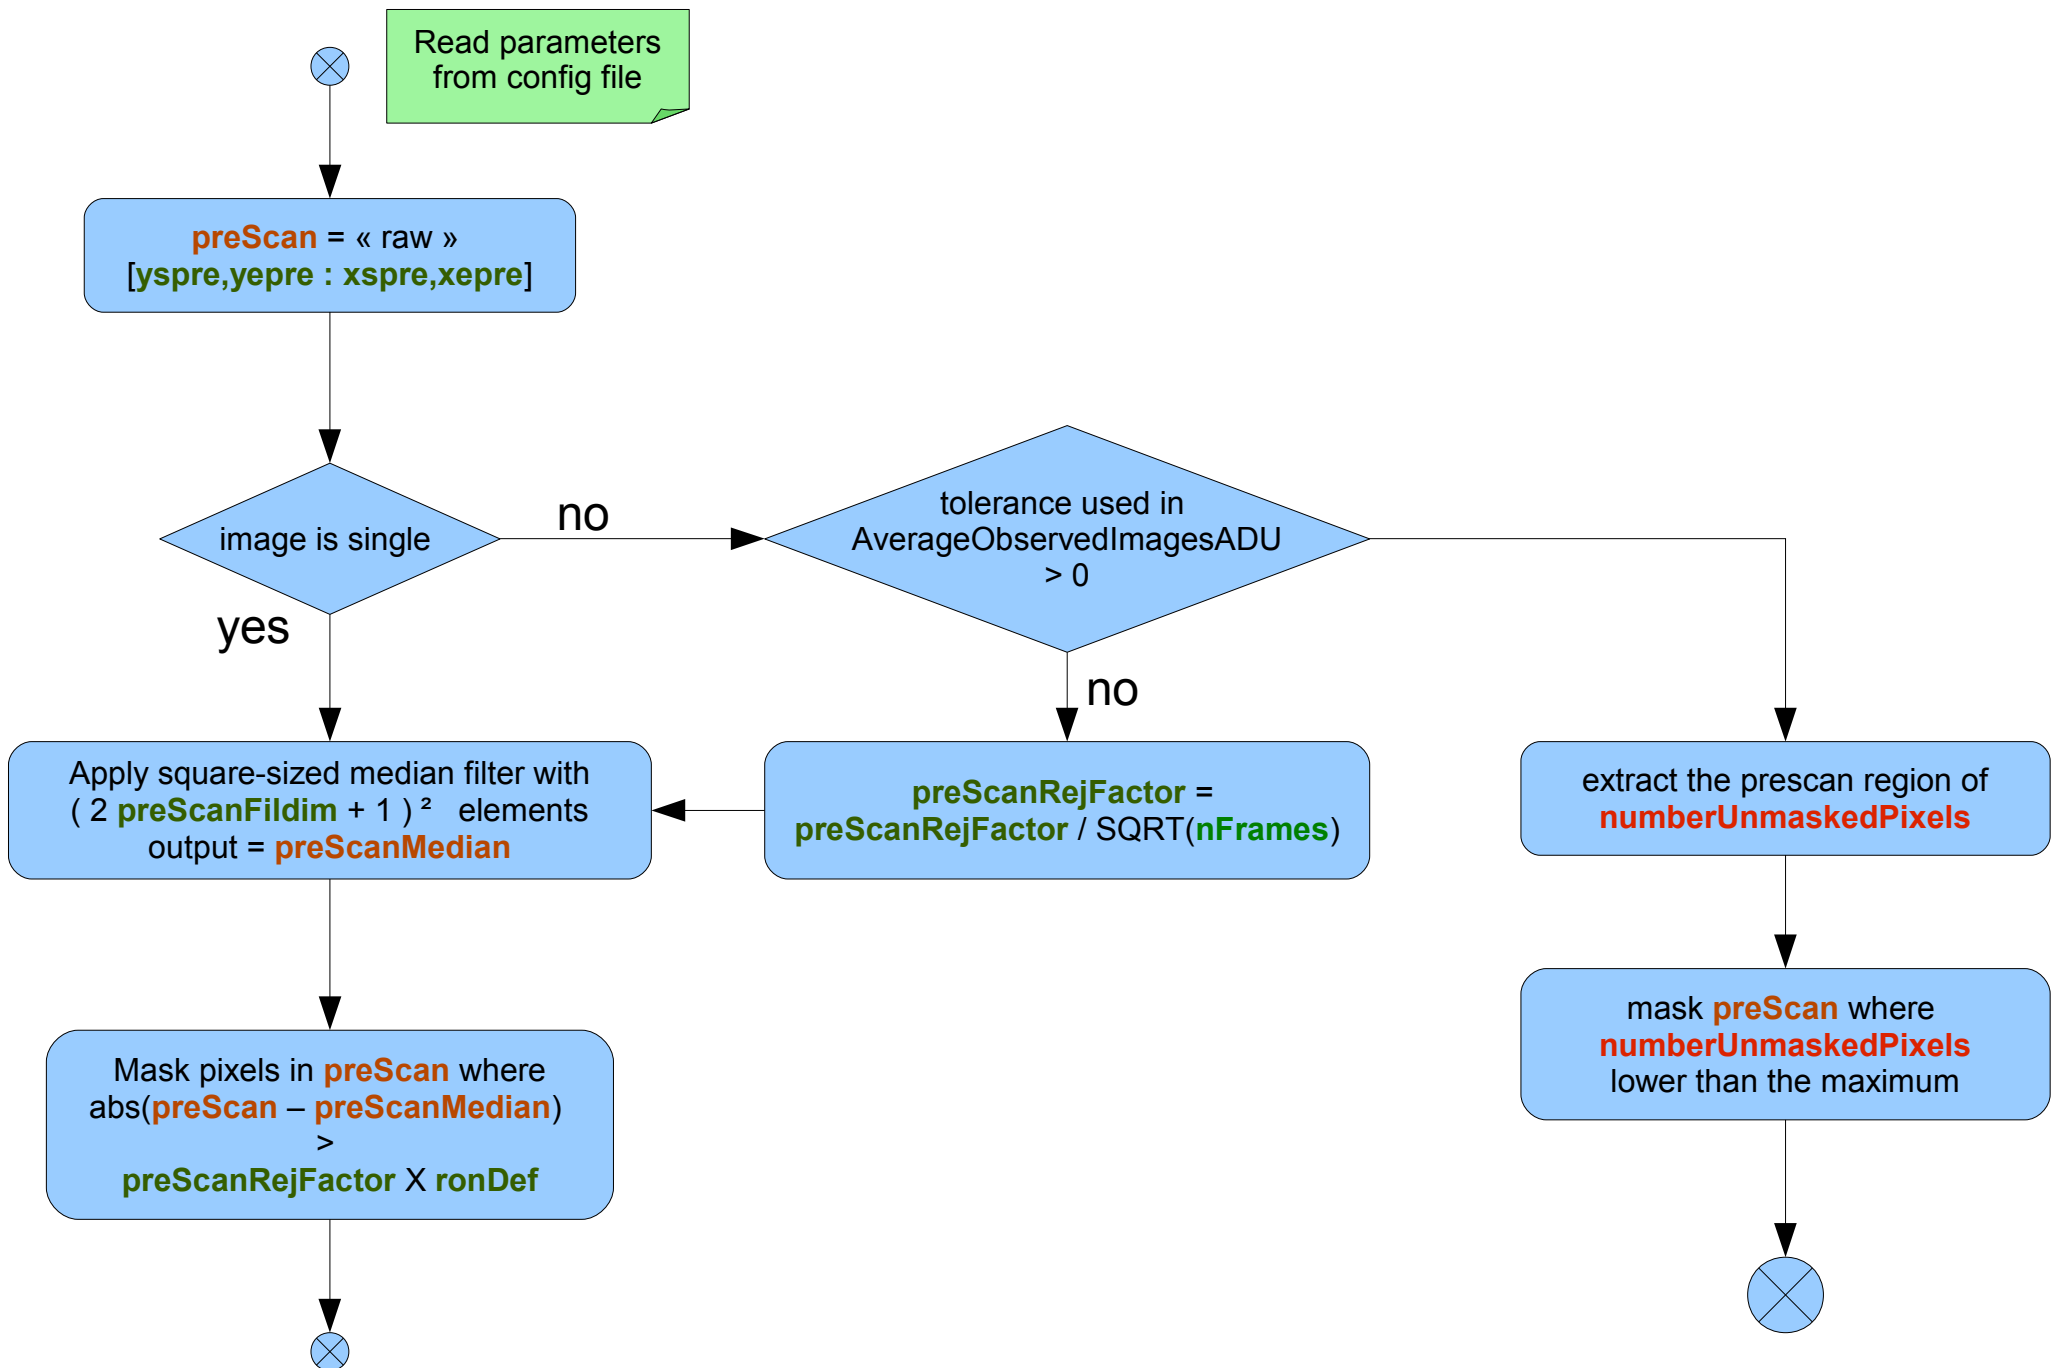 Read parameters
from config file
preScan = « raw »
[yspre,yepre : xspre,xepre]
image is single
no
yes
tolerance used in
AverageObservedImagesADU
> 0
no
Apply square-sized median filter with
( 2 preScanFildim + 1 ) ² elements
output = preScanMedian
preScanRejFactor =
preScanRejFactor / SQRT(nFrames)
extract the prescan region of
numberUnmaskedPixels
Mask pixels in preScan where
abs(preScan – preScanMedian)
>
preScanRejFactor X ronDef
mask preScan where
numberUnmaskedPixels
lower than the maximum